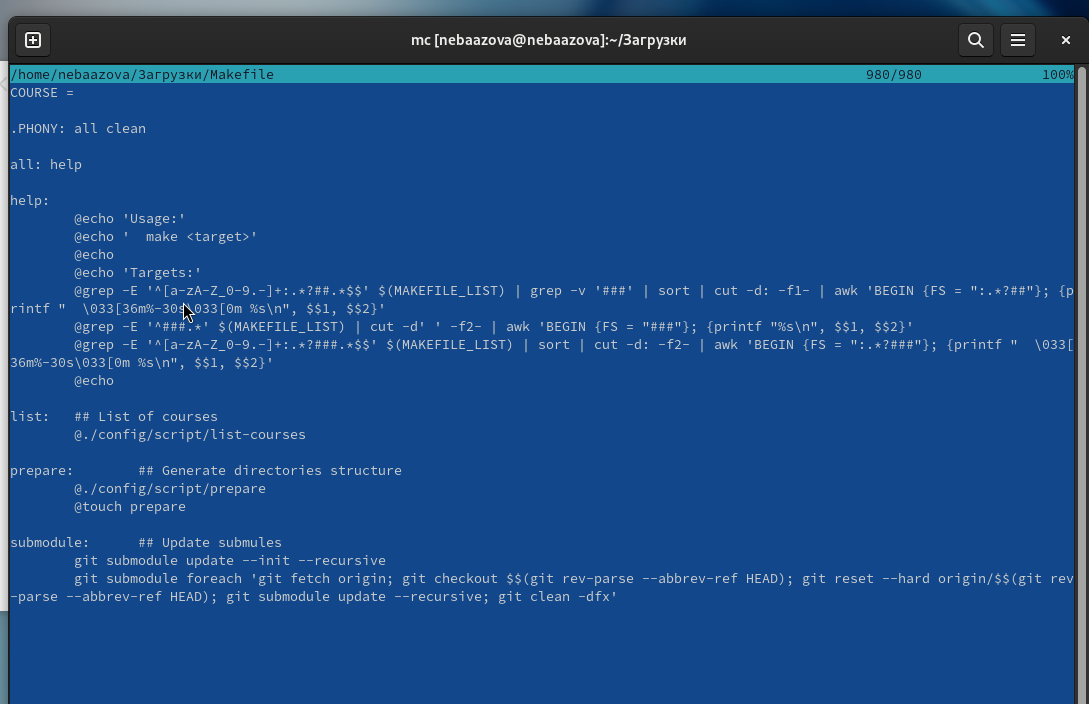 mc [nebaazova@nebaazova]:~/Загрузки
/home/nebaazova/Загрузки/Makefile 980/980 100%
COURSE =
.PHONY: all clean
all: help
help:
@echo 'Usage:'
@echo '  make <target>'
@echo
@echo 'Targets:'
@grep -E '^[a-zA-Z_0-9.-]+:.*?##.*$$' $(MAKEFILE_LIST) | grep -v '###' | sort | cut -d: -f1- | awk 'BEGIN {FS = ":.*?##"}; {p
rintf "  \033[36m%-30s\033[0m %s\n", $$1, $$2}'
@grep -E '^###.*' $(MAKEFILE_LIST) | cut -d' ' -f2- | awk 'BEGIN {FS = "###"}; {printf "%s\n", $$1, $$2}'
@grep -E '^[a-zA-Z_0-9.-]+:.*?###.*$$' $(MAKEFILE_LIST) | sort | cut -d: -f2- | awk 'BEGIN {FS = ":.*?###"}; {printf "  \033[
36m%-30s\033[0m %s\n", $$1, $$2}'
@echo
list:   ## List of courses
@./config/script/list-courses
prepare:        ## Generate directories structure
@./config/script/prepare
@touch prepare
submodule:      ## Update submules
git submodule update --init --recursive
git submodule foreach 'git fetch origin; git checkout $$(git rev-parse --abbrev-ref HEAD); git reset --hard origin/$$(git rev
-parse --abbrev-ref HEAD); git submodule update --recursive; git clean -dfx'